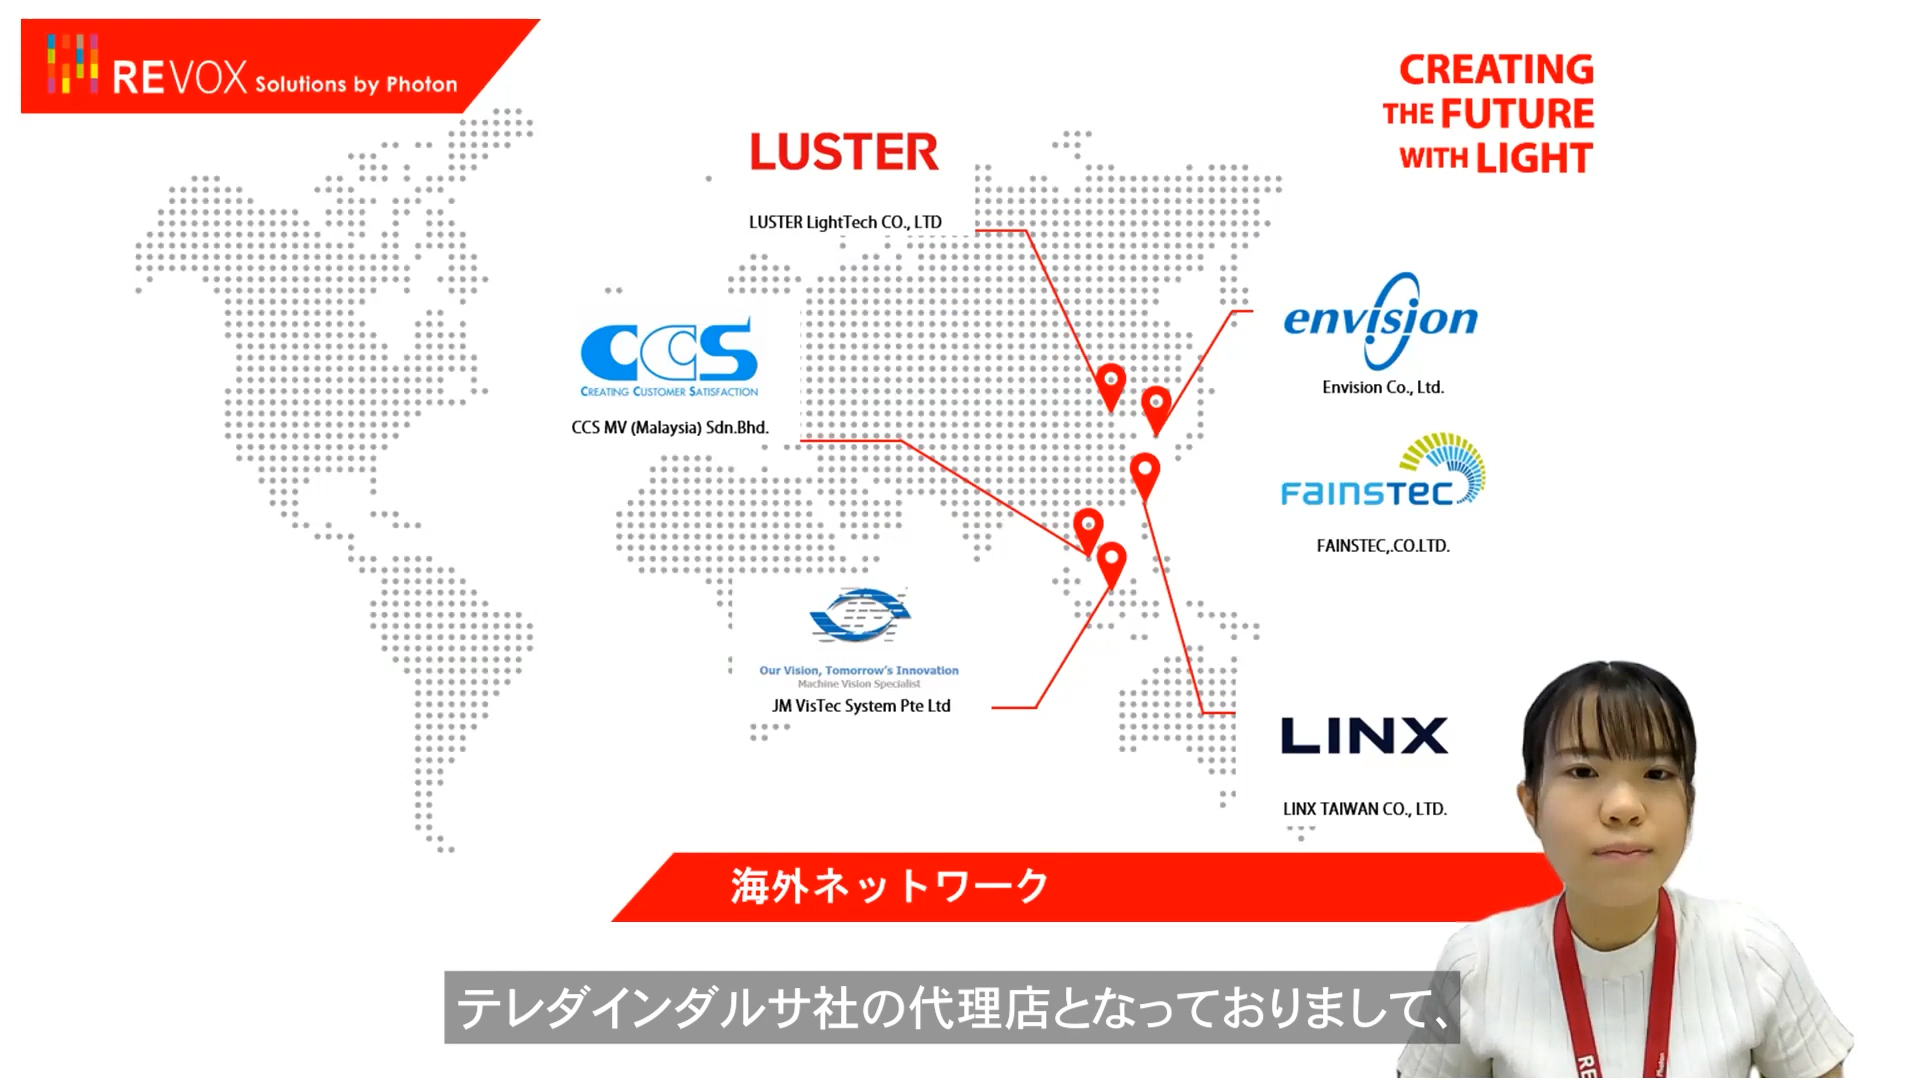 REVOX Solutions by Photon
CREATING
THE FUTURE
WITH LIGHT
LUSTER
LUSTER LightTech CO., LTD
envision
Envision Co., Ltd.
CCS
CREATING CUSTOMER SATISFACTION
CCS MV (Malaysia) Sdn.Bhd.
FAINSTEC
FAINSTEC,.CO.LTD.
Our Vision, Tomorrow's Innovation
Machine Vision Specialist
JM VisTec System Pte Ltd
LINX
LINX TAIWAN CO., LTD.
海外ネットワーク
テレダインダルサ社の代理店となっておりまして、
RE
Photon